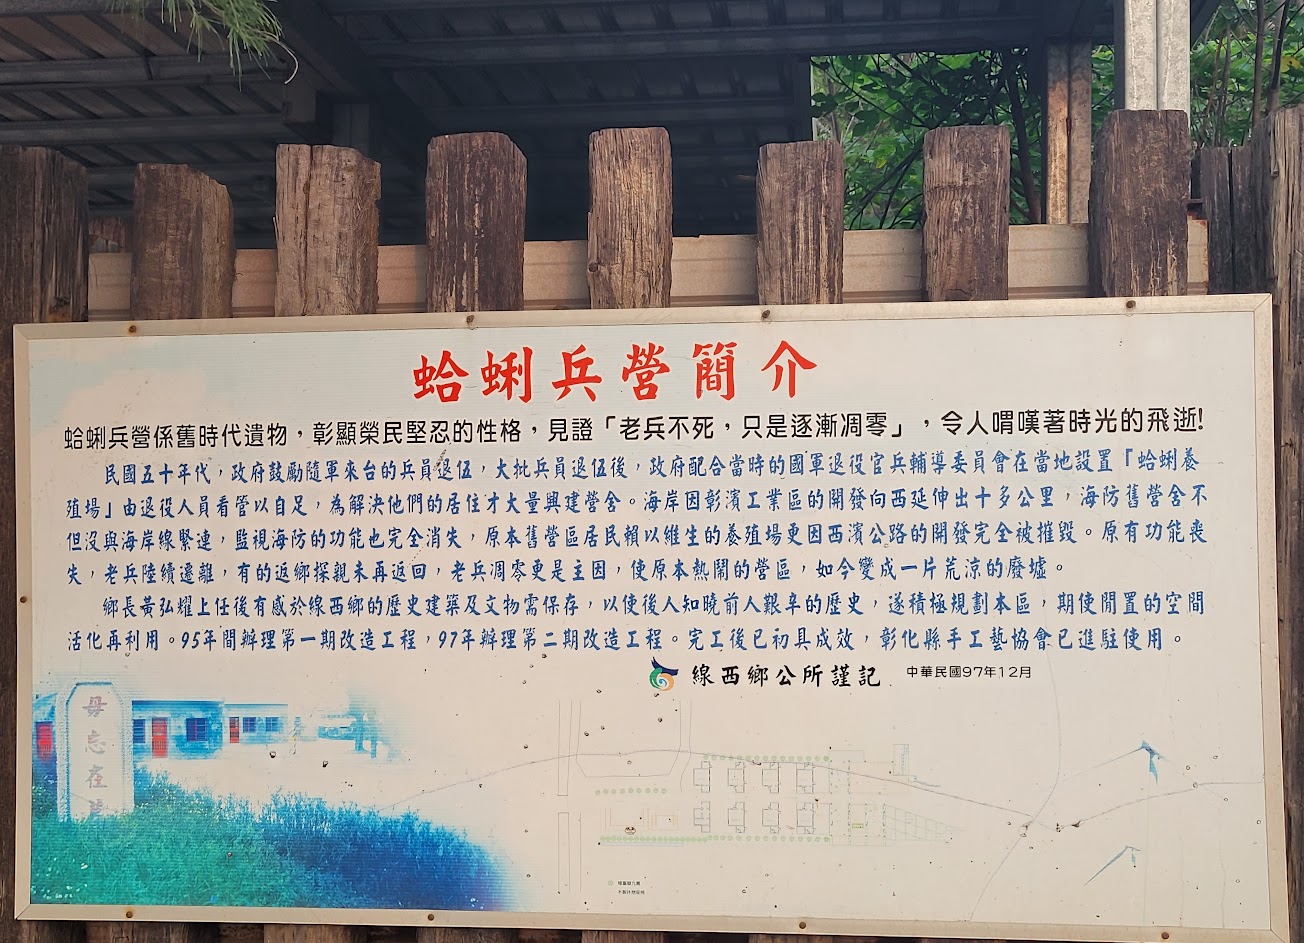 蛤蜊兵營簡介
蛤蜊兵營係舊時代遺物，彰顯榮民堅忍的性格，見證「老兵不死，只是逐漸凋零」，令人喟嘆著時光的飛逝!
民國五十年代，政府鼓勵隨軍來台的兵員退伍，大批兵員退伍後，政府配合當時的國軍退役官兵輔導委員會在當地設置「蛤蜊養
殖場」由退役人員看管以自足，為解決他們的居住才大量興建營舍。海岸因彰濱工業區的開發向西延伸出十多公里，海防舊營舍不
但沒與海岸線緊連，監視海防的功能也完全消失，原本舊營區居民賴以維生的養殖場更因西濱公路的開發完全被摧毀。原有功能喪
失，老兵陸續遷離，有的返鄉探親未再返回，老兵凋零更是主因，使原本熱鬧的營區，如今變成一片荒涼的廢墟。
鄉長黃弘燿上任後有感於線西鄉的歷史建築及文物需保存，以使後人知曉前人艱辛的歷史，遂積極規劃本區，期使閒置的空間
活化再利用。95年間辦理第一期改造工程，97年辦理第二期改造工程。完工後已初具成效，彰化縣手工藝協會已進駐使用。
線西鄉公所謹記 中華民國97年12月
毋忘在莒